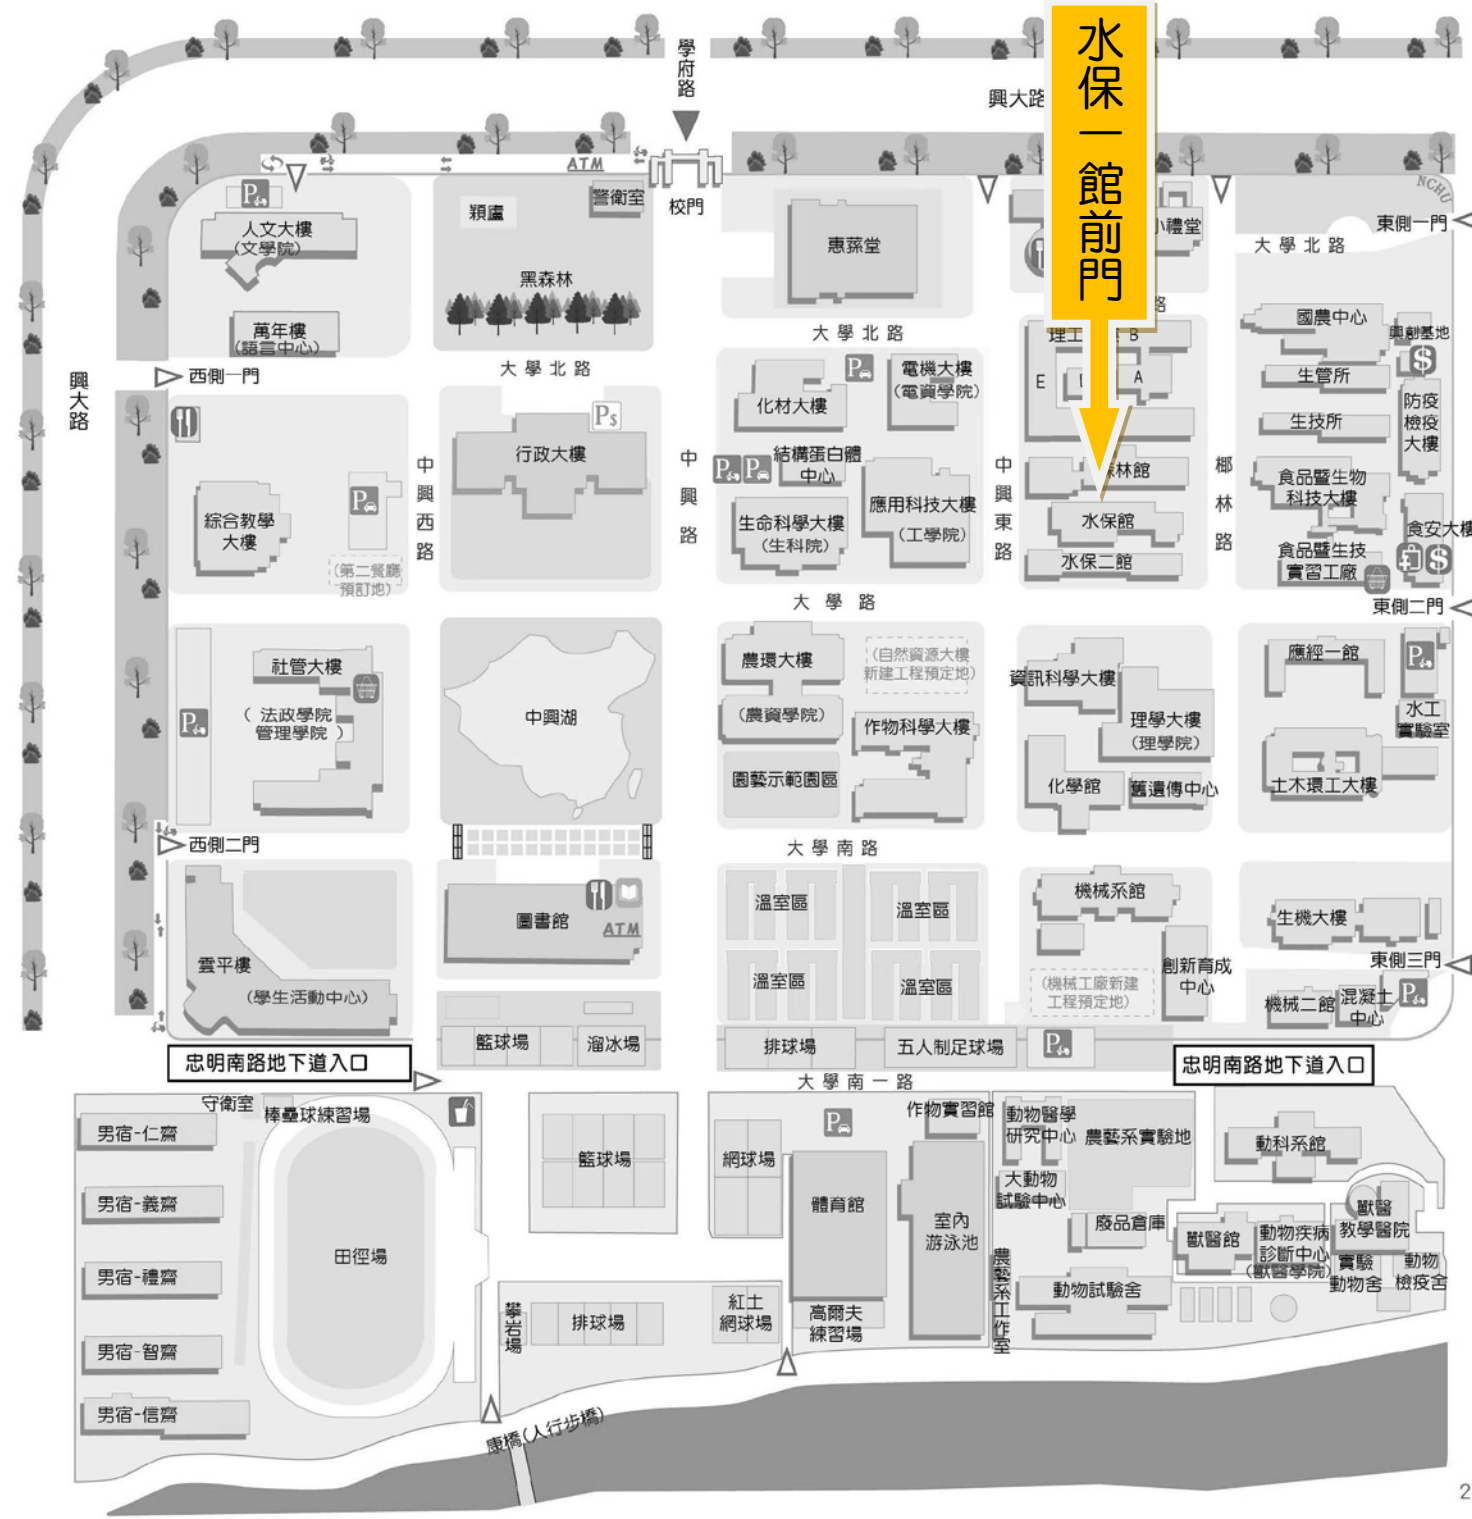 水保一館前門
學府路
興大路
ATM
校門
警衛室
穎廬
人文大樓
(文學院)
黑森林
惠蓀堂
小禮堂
NCHU
東側一門
大學北路
萬年樓
(語言中心)
大學北路
大學北路
路
西側一門
興大路
國農中心
興創基地
理工
B
E
A
生管所
生技所
防疫
檢疫
大樓
化材大樓
電機大樓
(電資學院)
行政大樓
中興西路
中興路
中興東路
椰林路
結構蛋白體
中心
生命科學大樓
(生科院)
應用科技大樓
(工學院)
森林館
水保館
水保二館
食品暨生物
科技大樓
食安大樓
食品暨生技
實習工廠
綜合教學
大樓
(第二餐廳
預訂地)
大學路
東側二門
社管大樓
(法政學院
管理學院)
中興湖
農環大樓
(農資學院)
(自然資源大樓
新建工程預定地)
作物科學大樓
園藝示範園區
資訊科學大樓
理學大樓
(理學院)
化學館
舊遺傳中心
應經一館
水工
實驗室
土木環工大樓
西側二門
大學南路
圖書館
ATM
雲平樓
(學生活動中心)
溫室區
溫室區
溫室區
溫室區
機械系館
創新育成
中心
(機械工廠新建
工程預定地)
生機大樓
東側三門
機械二館
混凝土
中心
籃球場
溜冰場
排球場
五人制足球場
忠明南路地下道入口
忠明南路地下道入口
大學南一路
守衛室
棒壘球練習場
男宿-仁齋
男宿-義齋
男宿-禮齋
男宿-智齋
男宿-信齋
田徑場
籃球場
網球場
體育館
作物實習館
室內
游泳池
動物醫學
研究中心
農藝系實驗地
大動物
試驗中心
廢品倉庫
動科系館
獸醫館
動物疾病
診斷中心
(獸醫學院)
獸醫
教學醫院
實驗
動物舍
動物
檢疫舍
動物試驗舍
農藝系工作室
攀岩場
排球場
紅土
網球場
高爾夫
練習場
康橋(人行步橋)
2